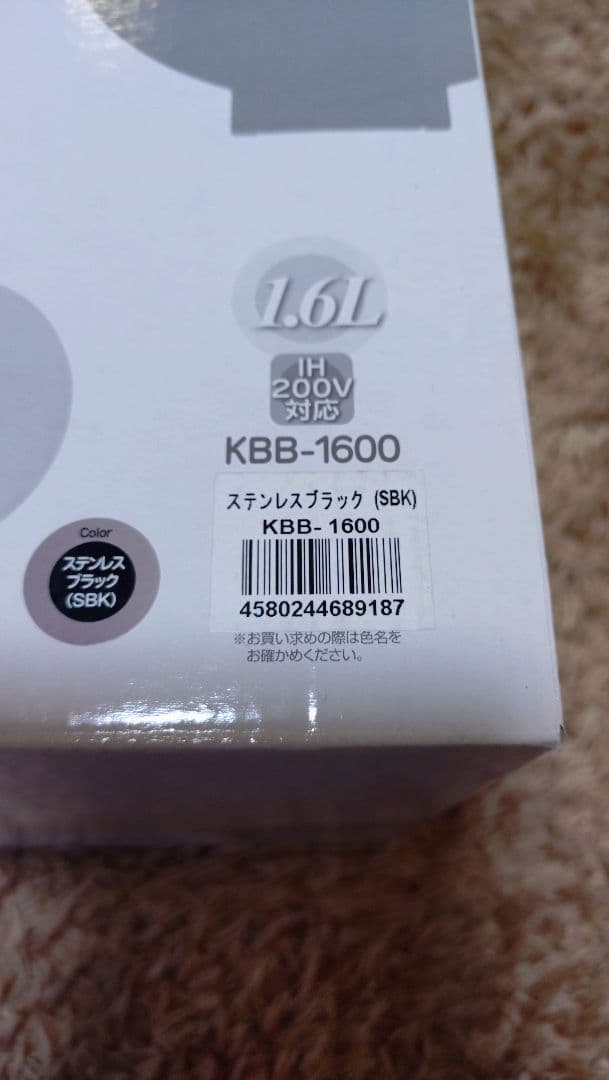 1.6L
IH
200V
対応
KBB-1600
ステンレスブラック (SBK)
KBB- 1600
4580244689187
※お買い求めの際は色名を
お確かめください。
Color
ステンレス
ブラック
(SBK)